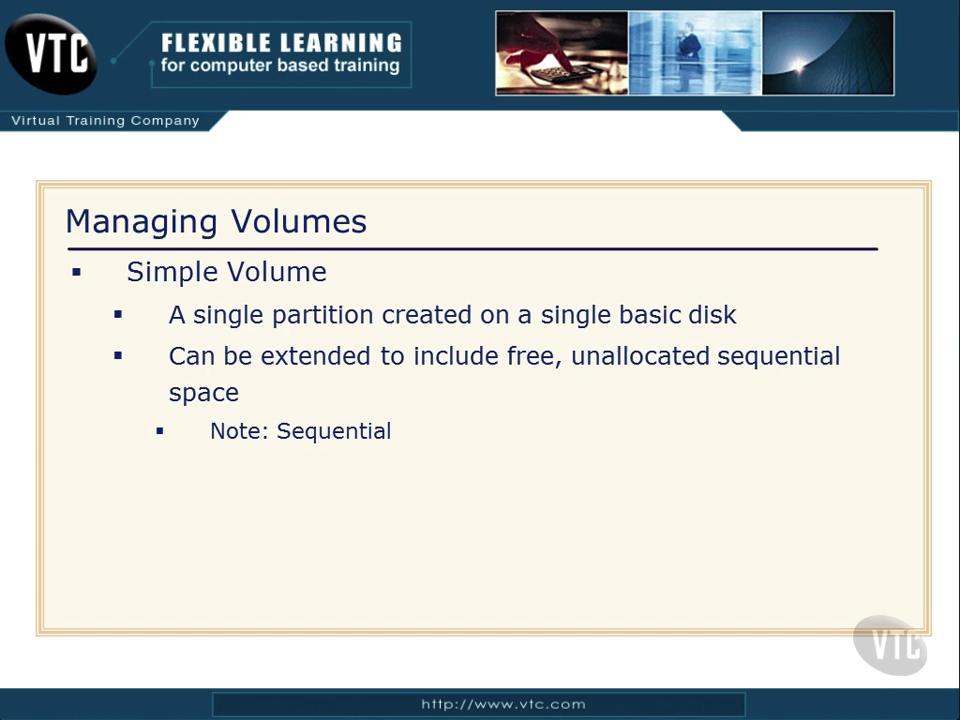 VTC
FLEXIBLE LEARNING
for computer based training
Virtual Training Company
Managing Volumes
Simple Volume
A single partition created on a single basic disk
Can be extended to include free, unallocated sequential
space
Note: Sequential
VTC
http://www.vtc.com